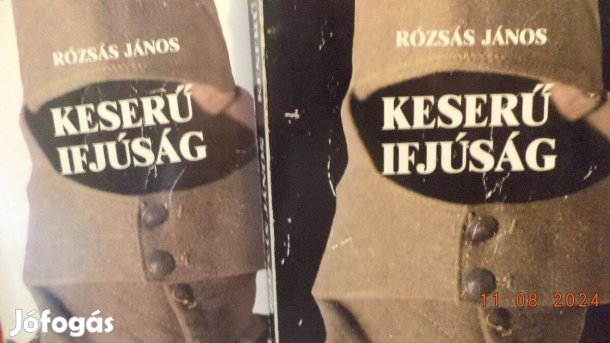 RÓZSÁS JÁNOS
KESERŰ
IFJÚSÁG
RÓZSÁS JÁNOS
KESERŰ
IFJÚSÁG
11 08 2024
Jófogás